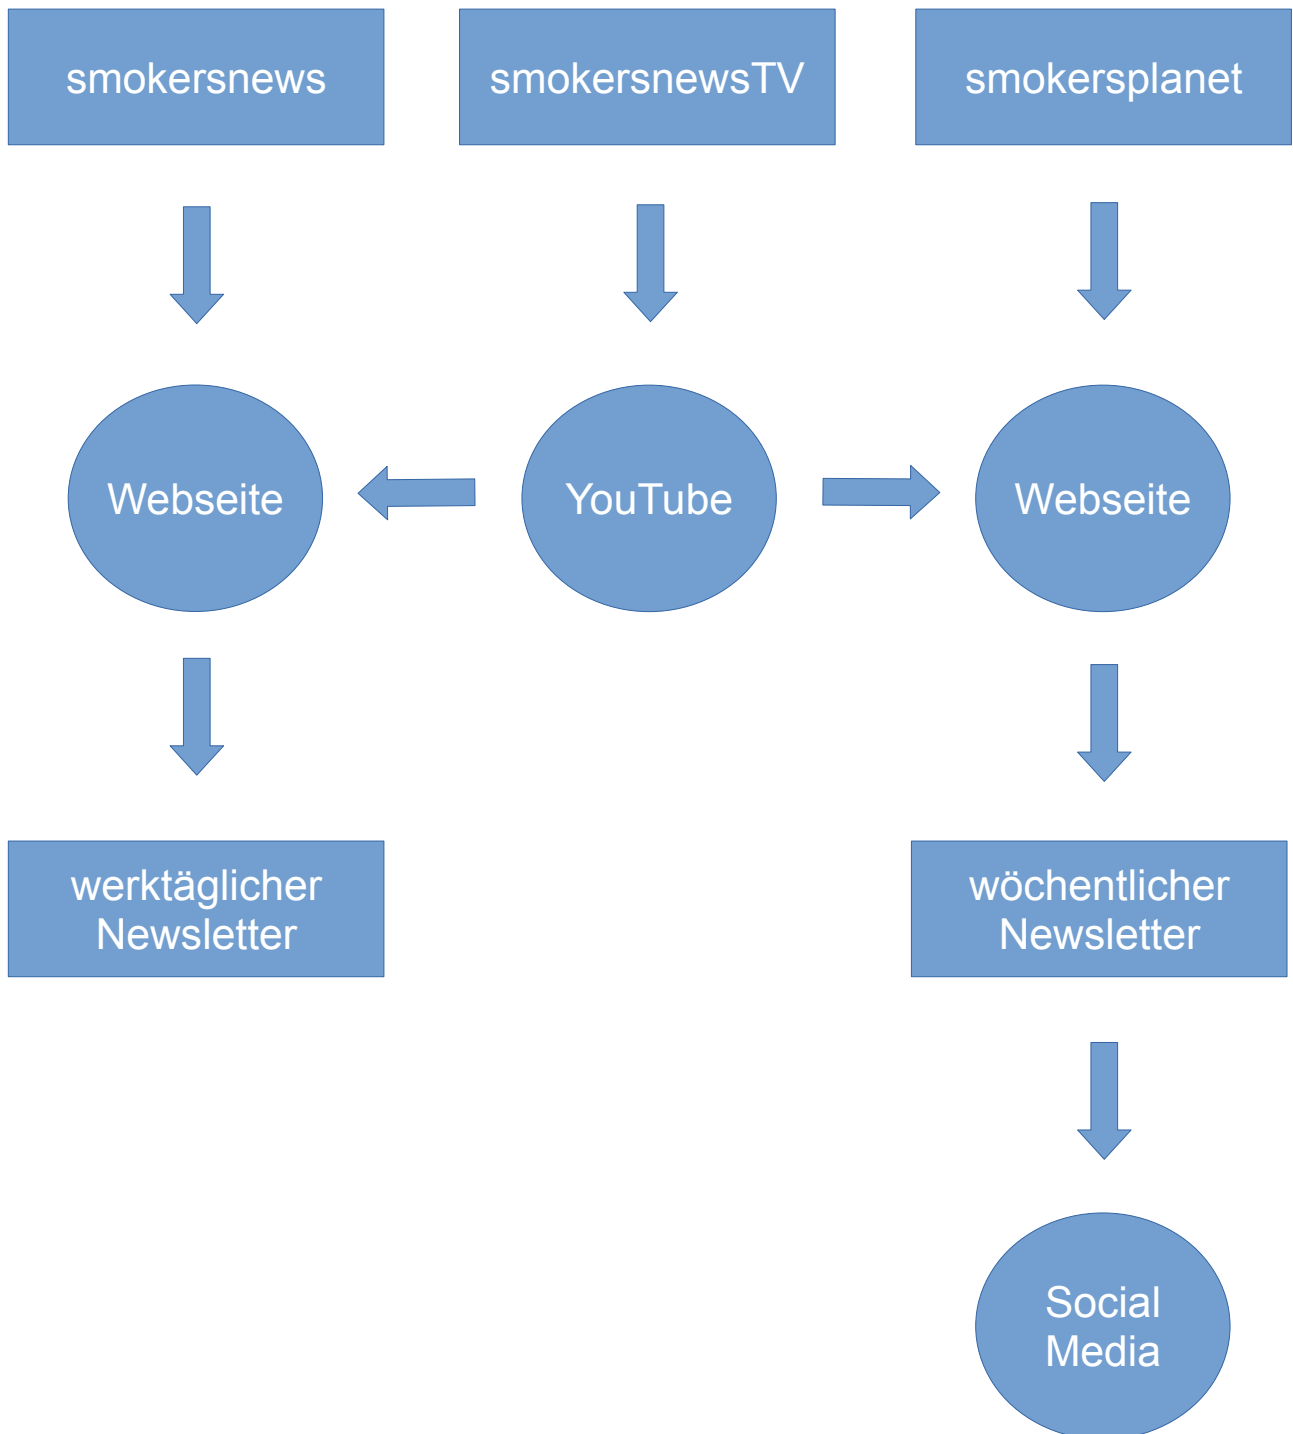 smokersnews
smokersnewsTV
smokersplanet
Webseite
YouTube
Webseite
werktäglicher
Newsletter
wöchentlicher
Newsletter
Social
Media